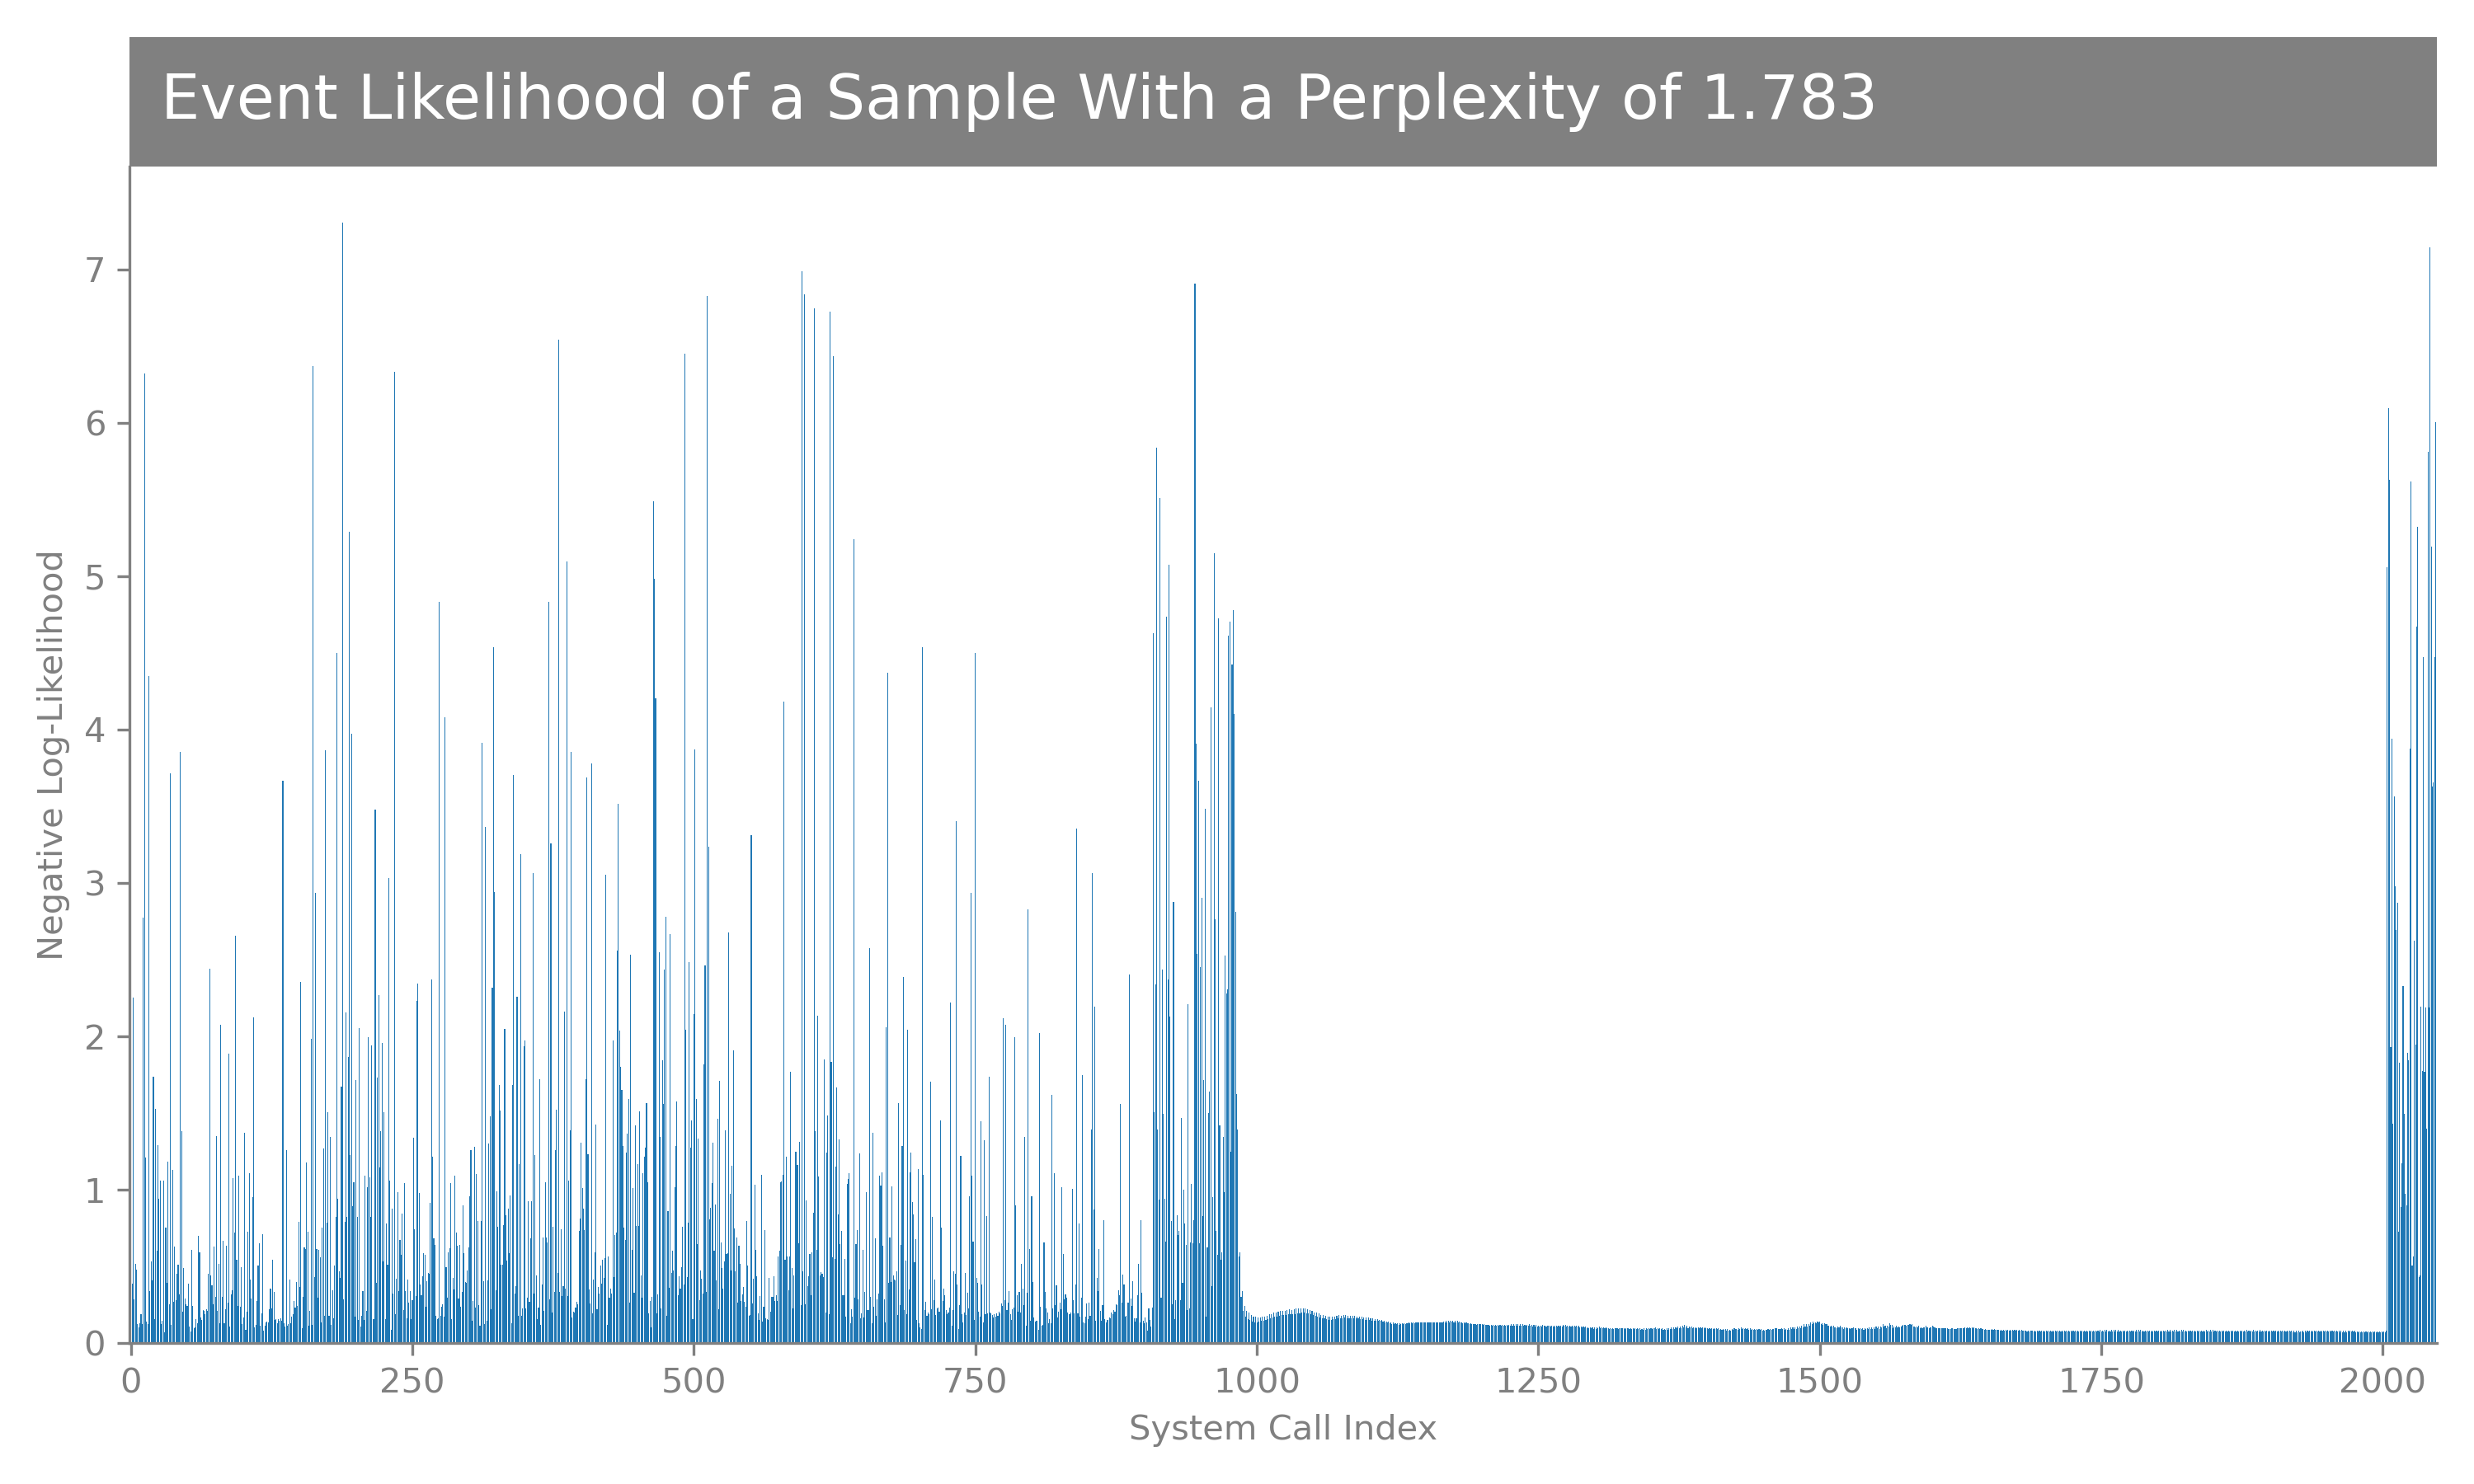 Event Likelihood of a Sample With a Perplexity of 1.783
Negative Log-Likelihood
7
6
5
4
3
2
1
0
0 250 500 750 1000 1250 1500 1750 2000
System Call Index